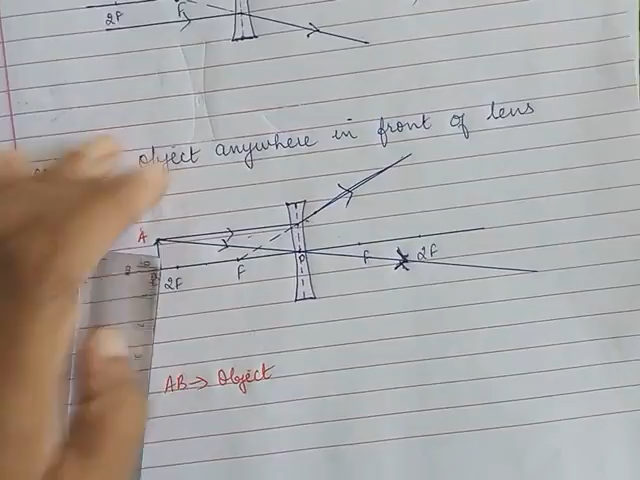 2F F
object anywhere in front of lens
A
2F F F 2F
AB → Object